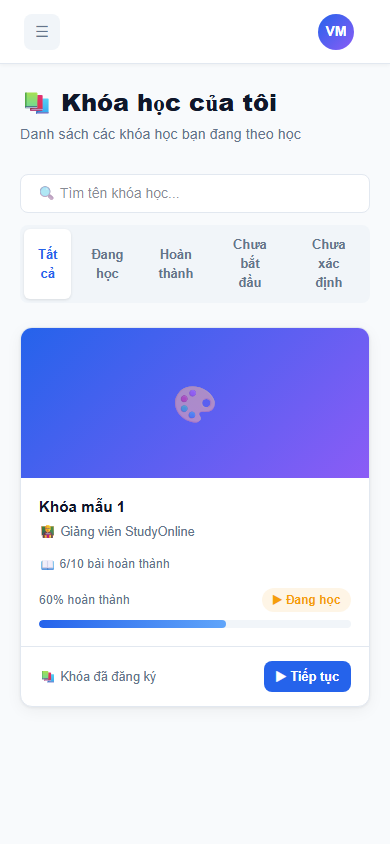 ☰
VM
📚 Khóa học của tôi
Danh sách các khóa học bạn đang theo học
🔍 Tìm tên khóa học...
Tất cả
Đang học
Hoàn thành
Chưa bắt đầu
Chưa xác định
Khóa mẫu 1
👩‍🏫 Giảng viên StudyOnline
📖 6/10 bài hoàn thành
60% hoàn thành
▶ Đang học
📚 Khóa đã đăng ký
▶ Tiếp tục